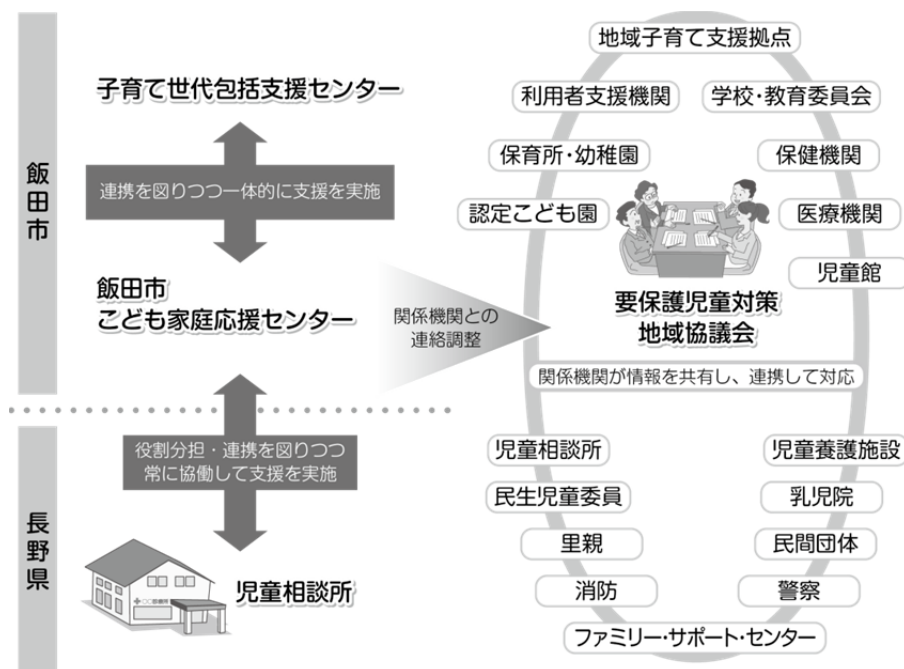 飯田市
子育て世代包括支援センター
連携を図りつつ一体的に支援を実施
飯田市
こども家庭応援センター
関係機関との
連絡調整
長野県
役割分担・連携を図りつつ
常に協働して支援を実施
児童相談所
地域子育て支援拠点
利用者支援機関
学校・教育委員会
保育所・幼稚園
保健機関
認定こども園
医療機関
児童館
要保護児童対策
地域協議会
関係機関が情報を共有し、連携して対応
児童相談所
児童養護施設
民生児童委員
乳児院
里親
民間団体
消防
警察
ファミリー・サポート・センター